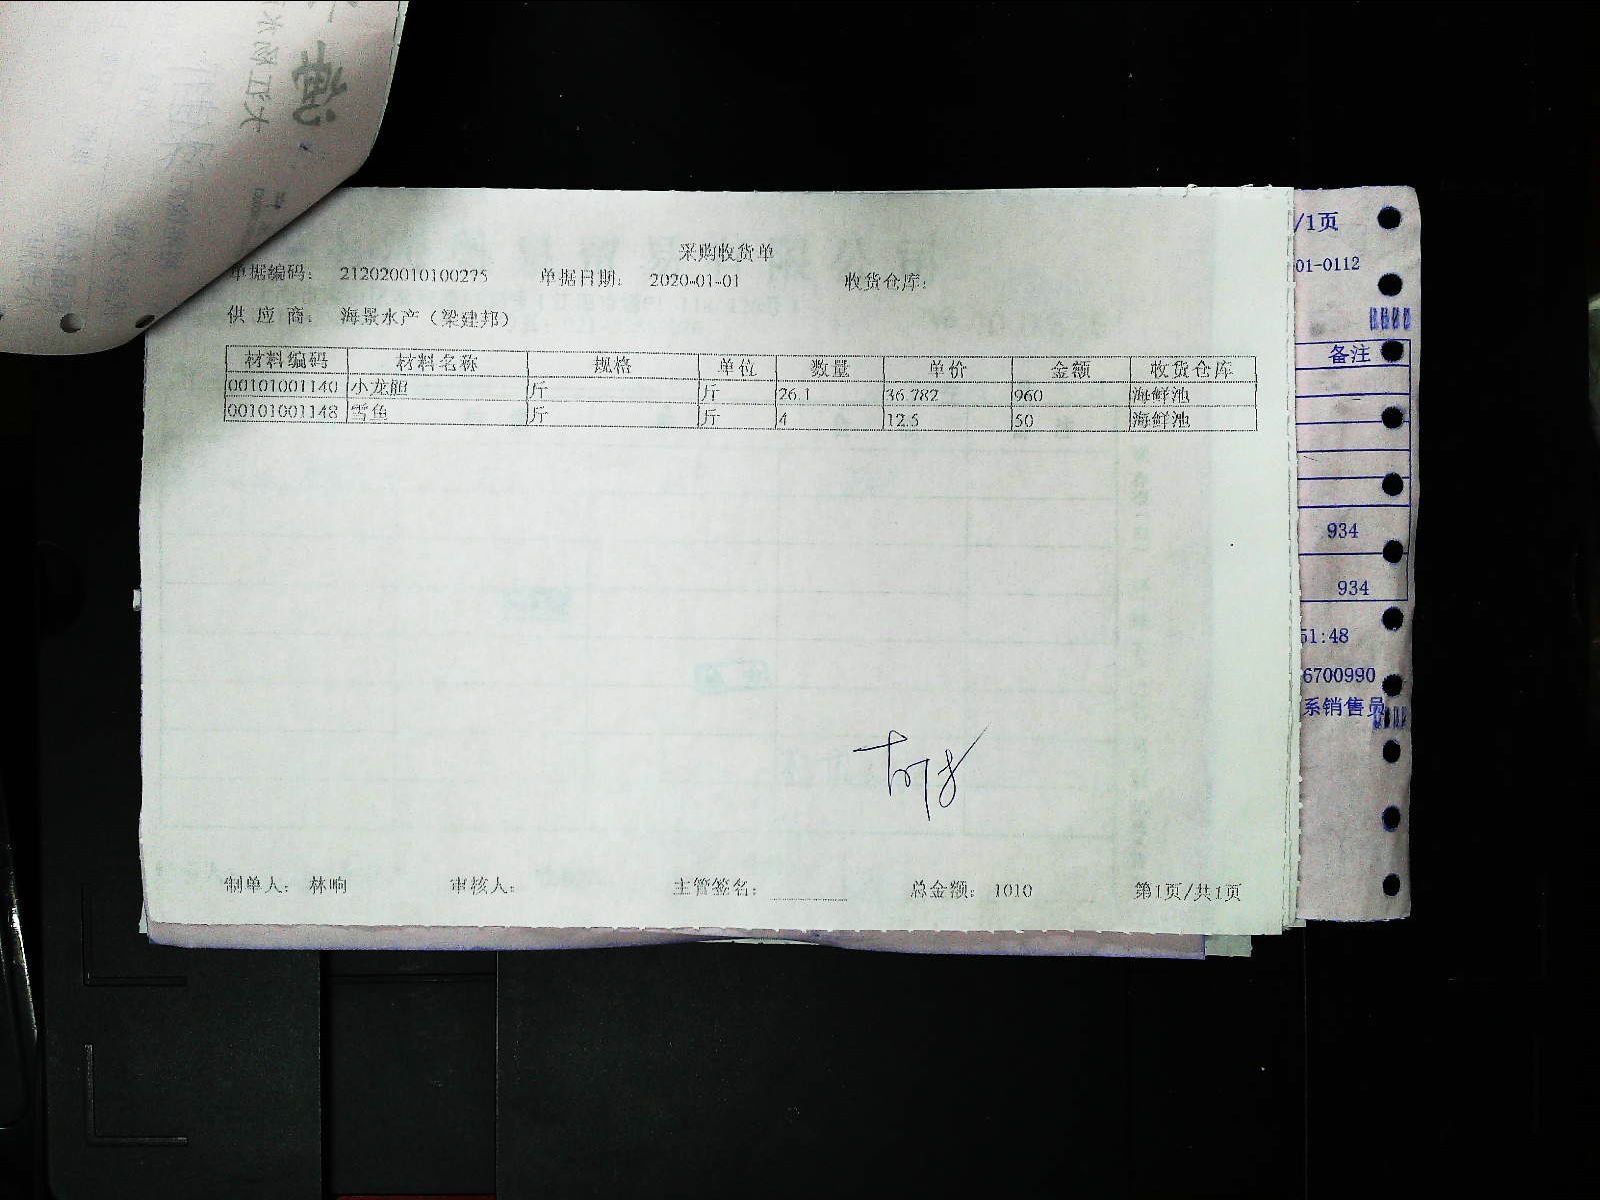 采购收货单
单据编码： 212020010100275 单据日期： 2020-01-01 收货仓库：
供 应 商： 海景水产（梁建邦）
材料编码 材料名称 规格 单位 数量 单价 金额 收货仓库
00101001140 小龙胆 斤 斤 26.1 36.782 960 海鲜池
00101001148 雪鱼 斤 斤 4 12.5 50 海鲜池
制单人： 林响 审核人： 主管签名： 总金额： 1010 第1页/共1页
/1页
01-0112
备注
934
934
51:48
6700990
系销售员